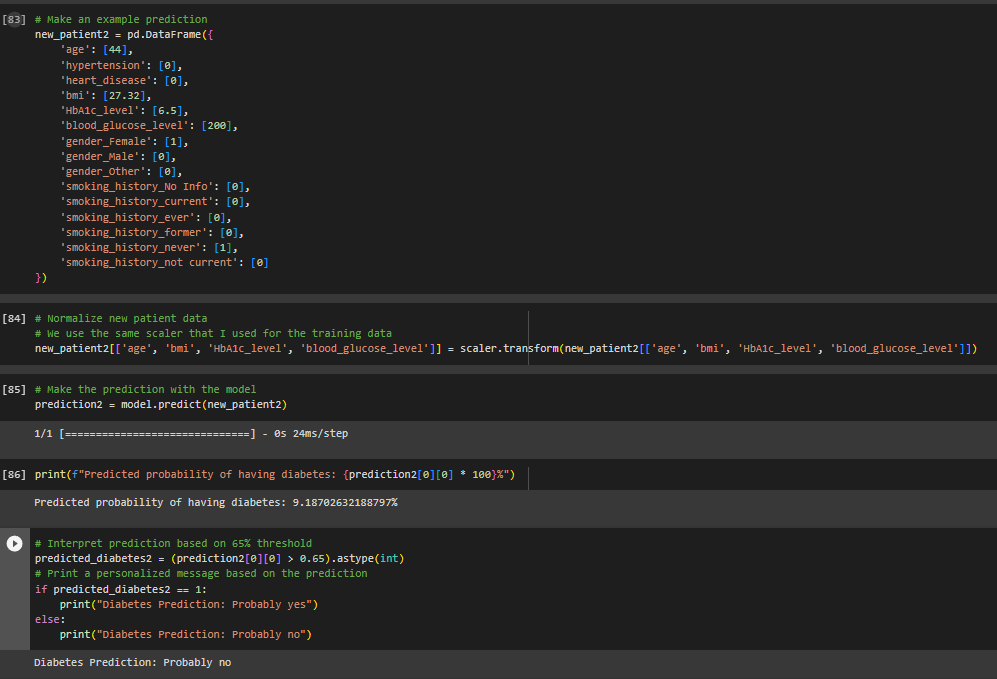 [83] # Make an example prediction
new_patient2 = pd.DataFrame({
    'age': [44],
    'hypertension': [0],
    'heart_disease': [0],
    'bmi': [27.32],
    'HbA1c_level': [6.5],
    'blood_glucose_level': [200],
    'gender_Female': [1],
    'gender_Male': [0],
    'gender_Other': [0],
    'smoking_history_No Info': [0],
    'smoking_history_current': [0],
    'smoking_history_ever': [0],
    'smoking_history_former': [0],
    'smoking_history_never': [1],
    'smoking_history_not current': [0]
})
[84] # Normalize new patient data
# We use the same scaler that I used for the training data
new_patient2[['age', 'bmi', 'HbA1c_level', 'blood_glucose_level']] = scaler.transform(new_patient2[['age', 'bmi', 'HbA1c_level', 'blood_glucose_level']])
[85] # Make the prediction with the model
prediction2 = model.predict(new_patient2)
1/1 [==============================] - 0s 24ms/step
[86] print(f"Predicted probability of having diabetes: {prediction2[0][0] * 100}%")
Predicted probability of having diabetes: 9.18702632188797%
# Interpret prediction based on 65% threshold
predicted_diabetes2 = (prediction2[0][0] > 0.65).astype(int)
# Print a personalized message based on the prediction
if predicted_diabetes2 == 1:
    print("Diabetes Prediction: Probably yes")
else:
    print("Diabetes Prediction: Probably no")
Diabetes Prediction: Probably no